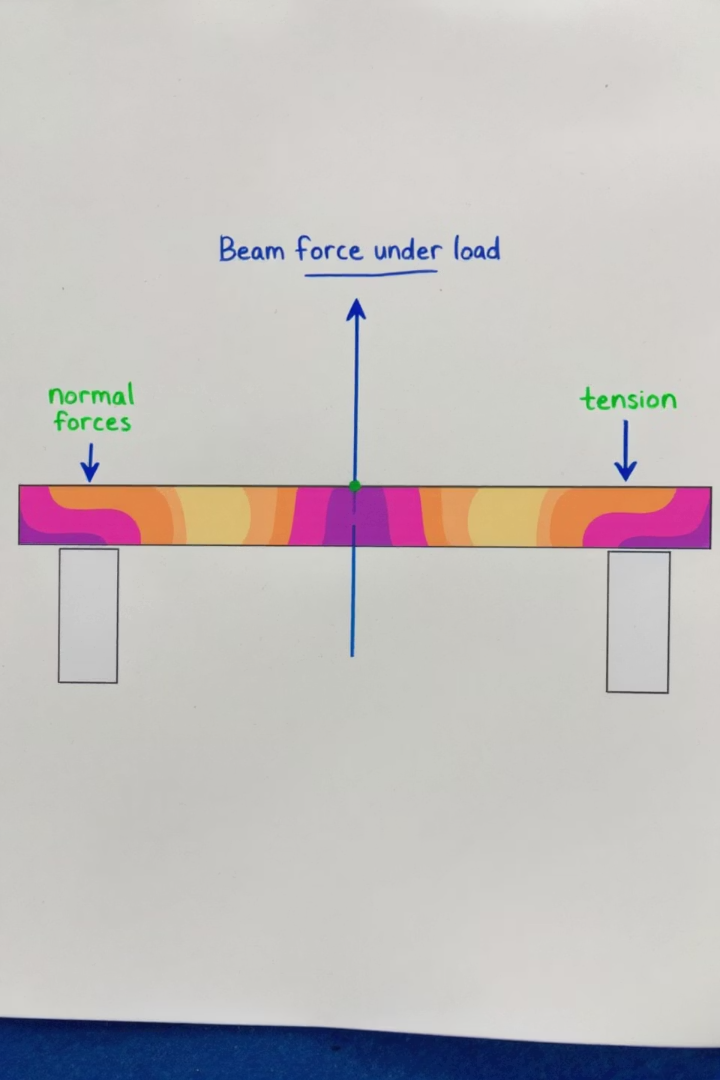 Beam force under load
normal
forces
tension